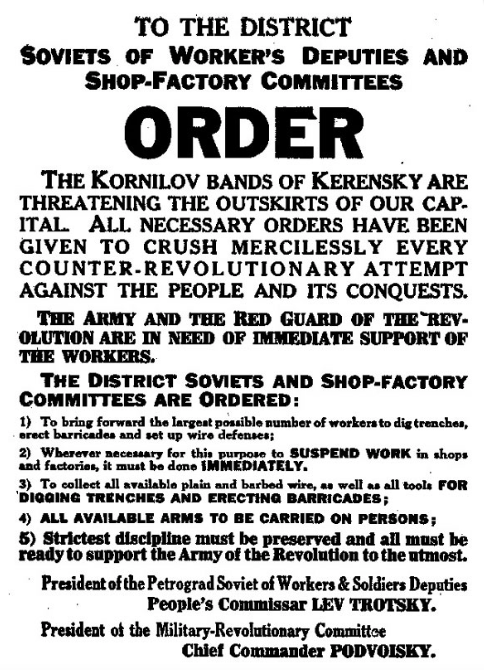 TO THE DISTRICT
SOVIETS OF WORKER'S DEPUTIES AND
SHOP-FACTORY COMMITTEES
ORDER
THE KORNILOV BANDS OF KERENSKY ARE
THREATENING THE OUTSKIRTS OF OUR CAP-
ITAL. ALL NECESSARY ORDERS HAVE BEEN
GIVEN TO CRUSH MERCILESSLY EVERY
COUNTER-REVOLUTIONARY ATTEMPT
AGAINST THE PEOPLE AND ITS CONQUESTS.
THE ARMY AND THE RED GUARD OF THE REV-
OLUTION ARE IN NEED OF IMMEDIATE SUPPORT OF
THE WORKERS.
THE DISTRICT SOVIETS AND SHOP-FACTORY
COMMITTEES ARE ORDERED:
1) To bring forward the largest possible number of workers to dig trenches,
erect barricades and set up wire defenses;
2) Wherever necessary for this purpose to SUSPEND WORK in shops
and factories, it must be done IMMEDIATELY.
3) To collect all available plain and barbed wire, as well as all tools FOR
DIGGING TRENCHES AND ERECTING BARRICADES;
4) ALL AVAILABLE ARMS TO BE CARRIED ON PERSONS;
5) Strictest discipline must be preserved and all must be
ready to support the Army of the Revolution to the utmost.
President of the Petrograd Soviet of Workers & Soldiers Deputies
People's Commissar LEV TROTSKY.
President of the Military-Revolutionary Committee
Chief Commander PODVOISKY.